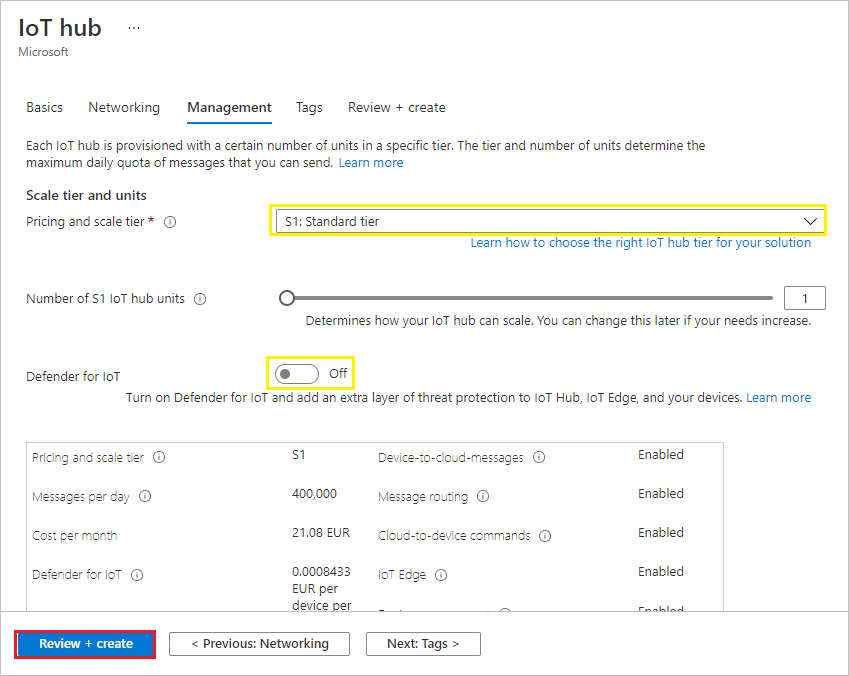 IoT hub ...
Microsoft
Basics Networking Management Tags Review + create
Each IoT hub is provisioned with a certain number of units in a specific tier. The tier and number of units determine the
maximum daily quota of messages that you can send. Learn more
Scale tier and units
Pricing and scale tier * S1: Standard tier
Learn how to choose the right IoT hub tier for your solution
Number of S1 IoT hub units 1
Determines how your IoT hub can scale. You can change this later if your needs increase.
Defender for IoT Off
Turn on Defender for IoT and add an extra layer of threat protection to IoT Hub, IoT Edge, and your devices. Learn more
Pricing and scale tier S1 Device-to-cloud-messages Enabled
Messages per day 400,000 Message routing Enabled
Cost per month 21.08 EUR Cloud-to-device commands Enabled
Defender for IoT 0.0008433 IoT Edge Enabled
EUR per
device per Enabled
Review + create < Previous: Networking Next: Tags >